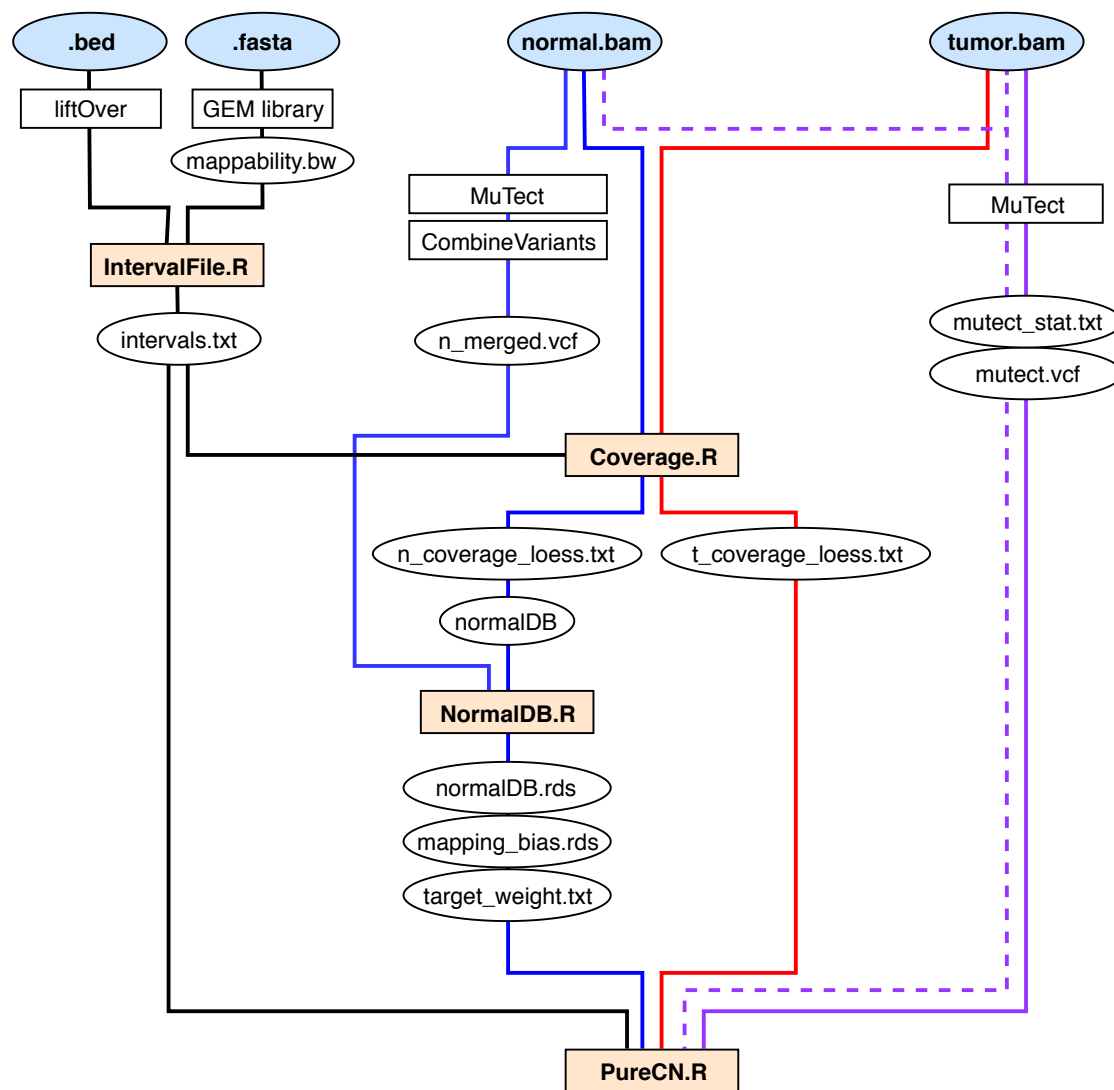 .bed
.fasta
normal.bam
tumor.bam
liftOver
GEM library
mappability.bw
MuTect
MuTect
CombineVariants
IntervalFile.R
intervals.txt
n_merged.vcf
mutect_stat.txt
mutect.vcf
Coverage.R
n_coverage_loess.txt
t_coverage_loess.txt
normalDB
NormalDB.R
normalDB.rds
mapping_bias.rds
target_weight.txt
PureCN.R